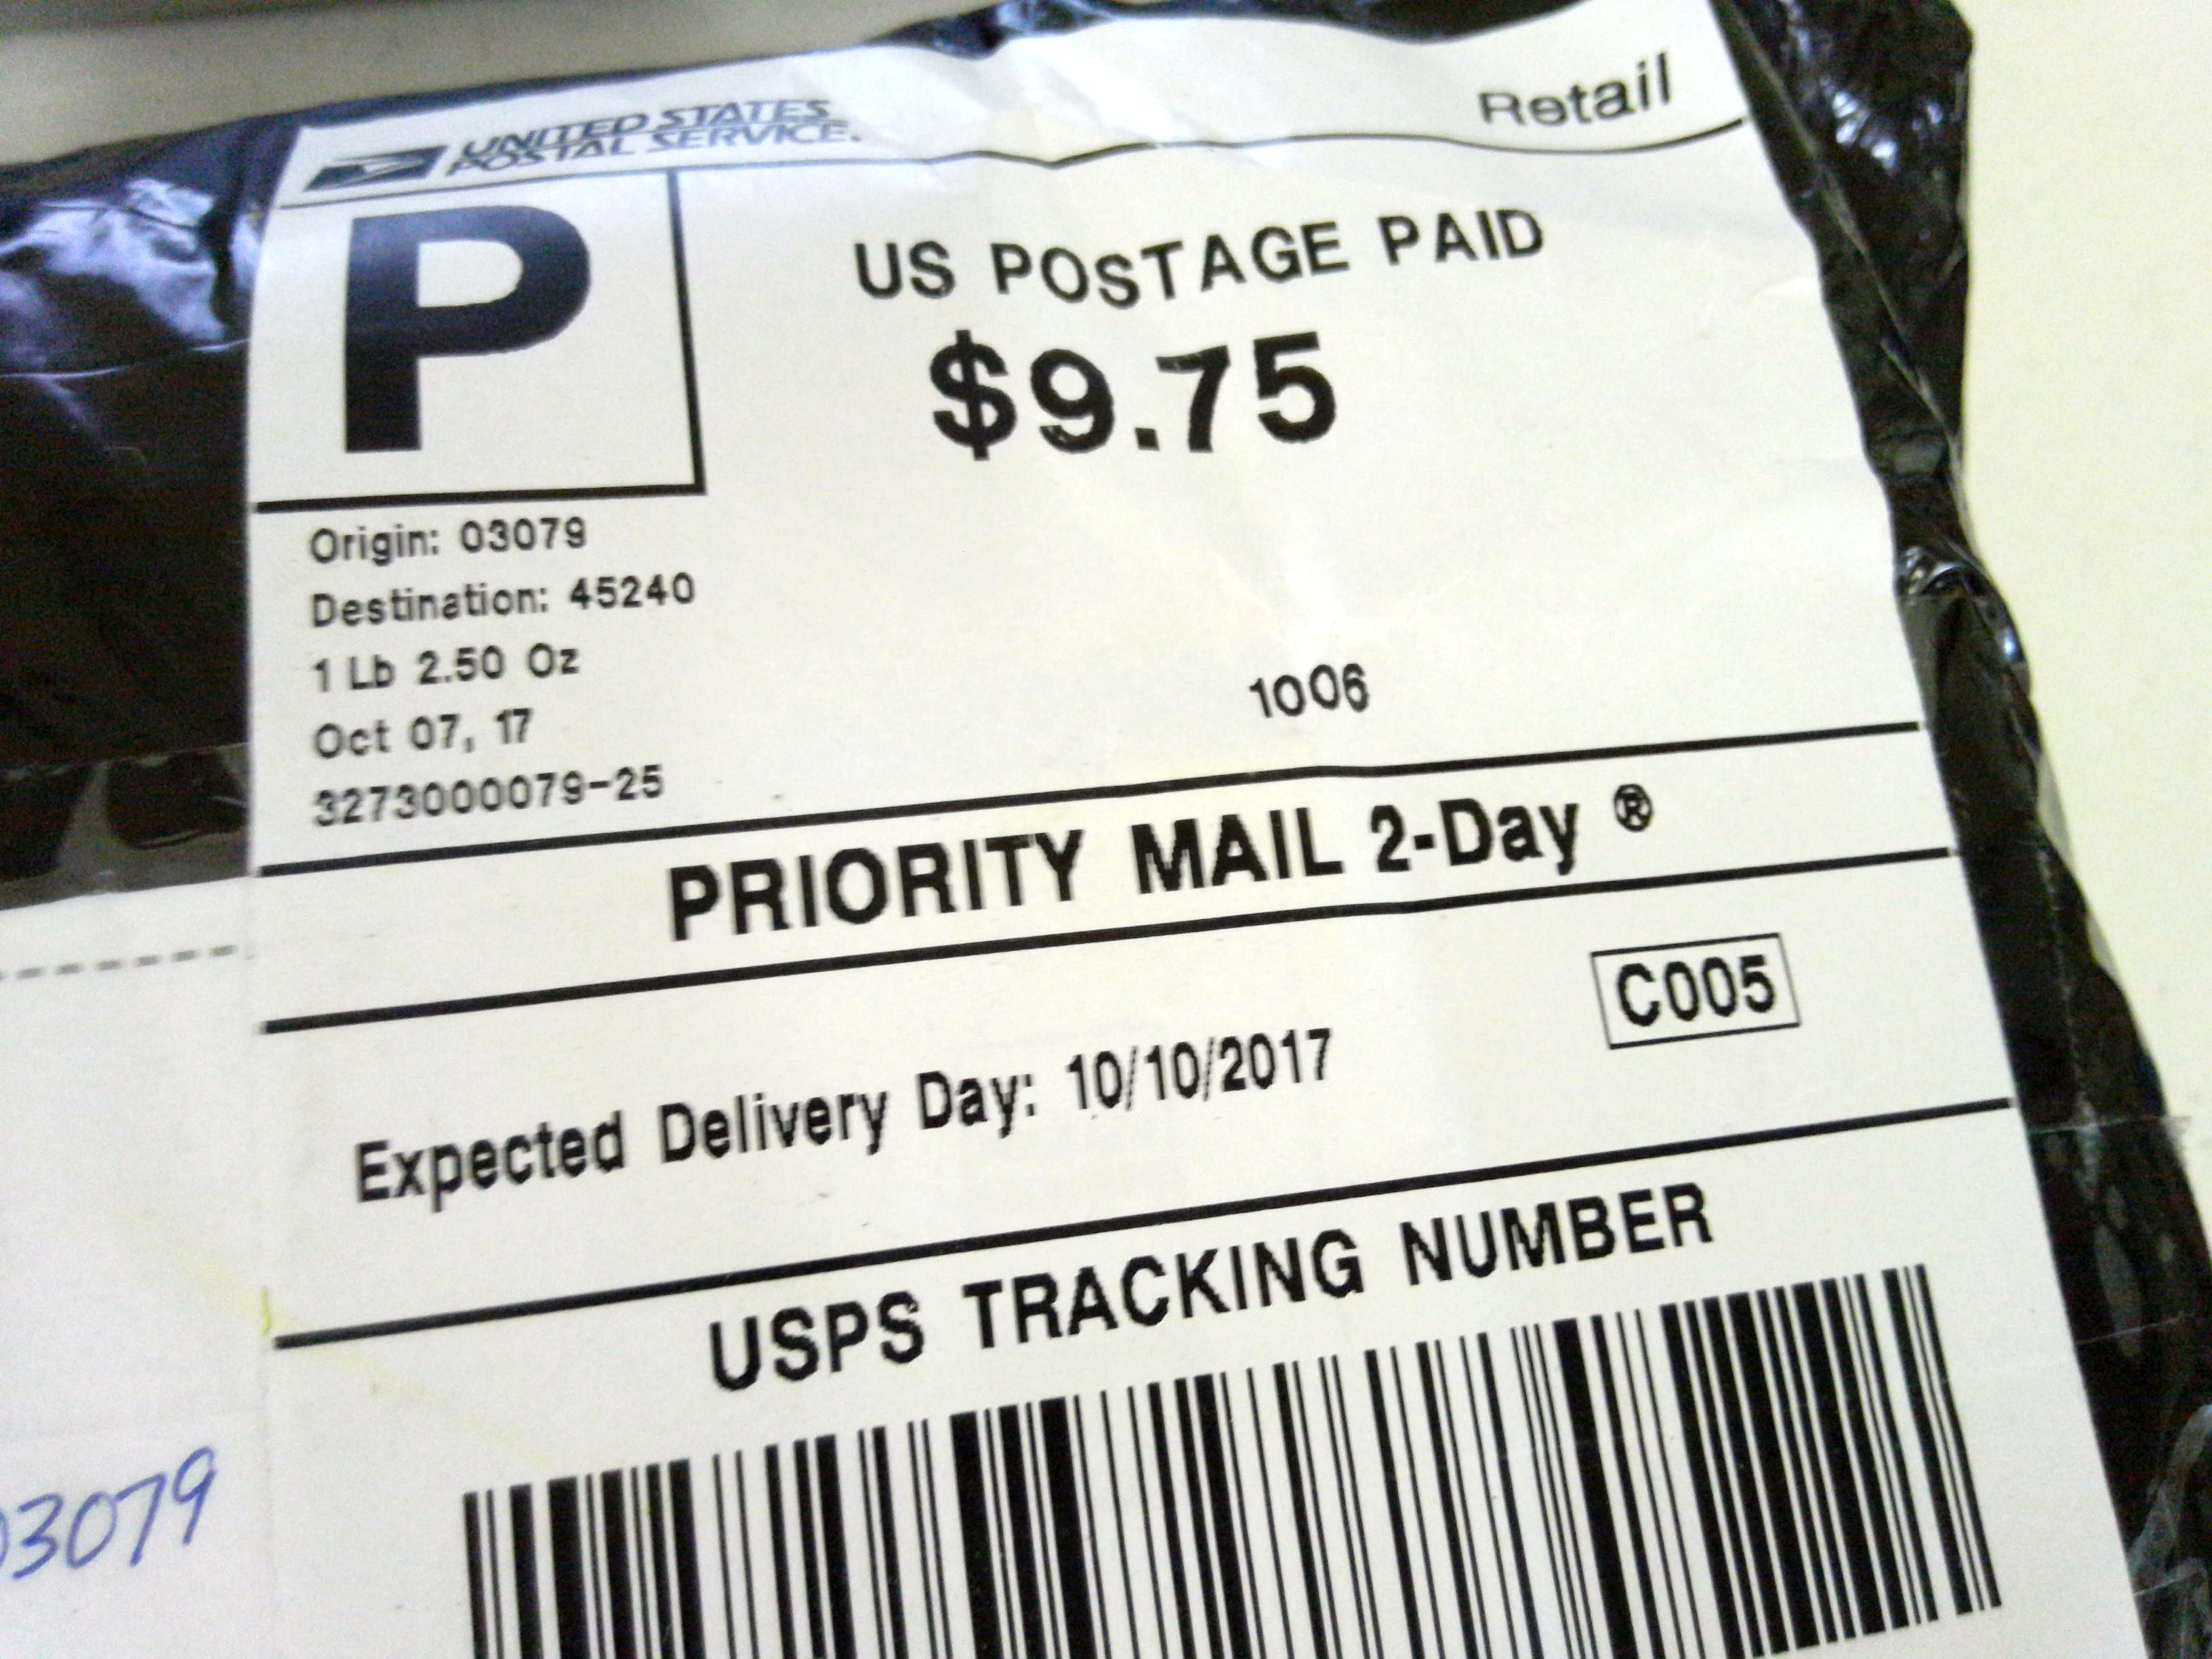 UNITED STATES
POSTAL SERVICE.
Retail
P
US POSTAGE PAID
$9.75
Origin: 03079
Destination: 45240
1 Lb 2.50 Oz
Oct 07, 17
3273000079-25
1006
PRIORITY MAIL 2-Day ®
C005
Expected Delivery Day: 10/10/2017
USPS TRACKING NUMBER
03079